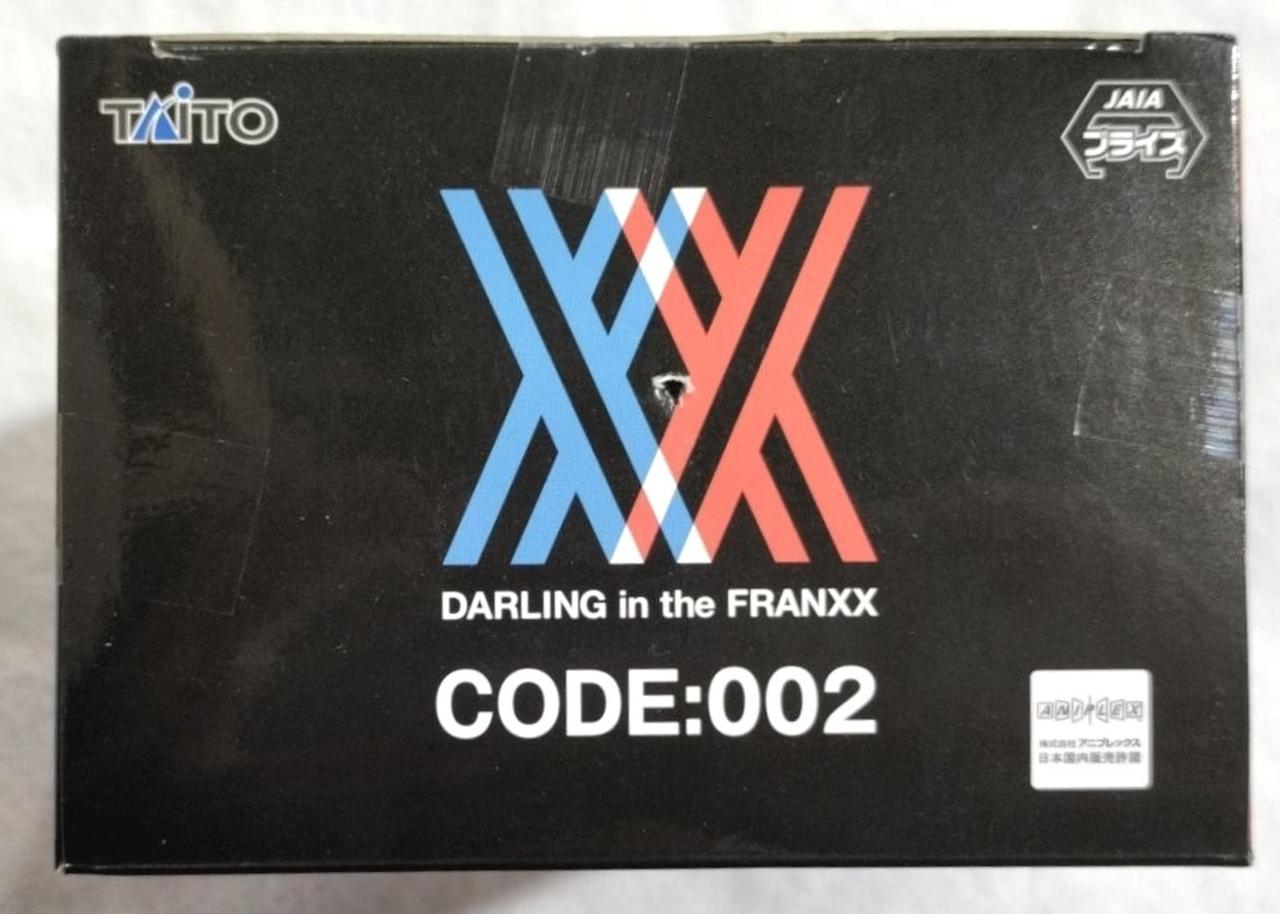 TAITO
JAIA
プライズ
DARLING in the FRANXX
CODE:002
ANIPLEX
株式会社アニプレックス
日本国内販売許諾